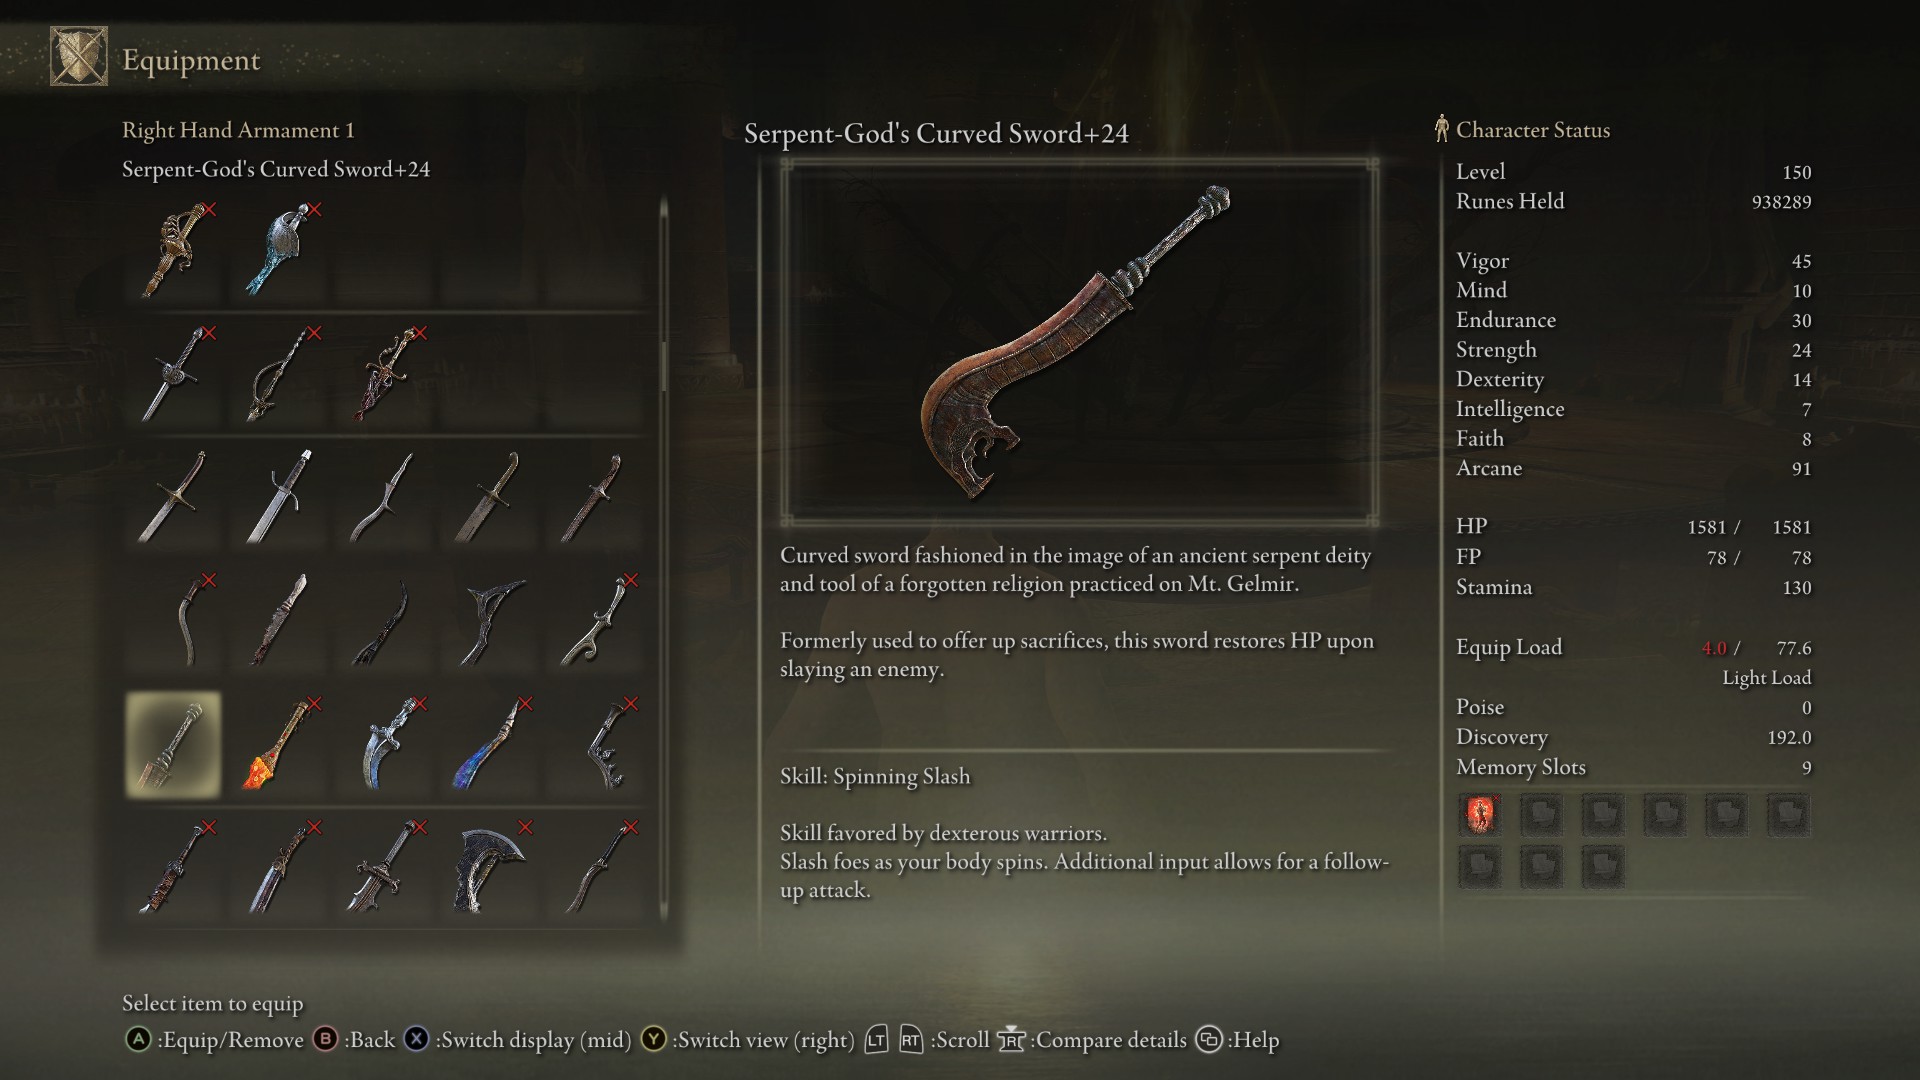 Equipment
Right Hand Armament 1
Serpent-God's Curved Sword+24
Serpent-God's Curved Sword+24
Curved sword fashioned in the image of an ancient serpent deity
and tool of a forgotten religion practiced on Mt. Gelmir.
Formerly used to offer up sacrifices, this sword restores HP upon
slaying an enemy.
Skill: Spinning Slash
Skill favored by dexterous warriors.
Slash foes as your body spins. Additional input allows for a follow-
up attack.
Character Status
Level 150
Runes Held 938289
Vigor 45
Mind 10
Endurance 30
Strength 24
Dexterity 14
Intelligence 7
Faith 8
Arcane 91
HP 1581 / 1581
FP 78 / 78
Stamina 130
Equip Load 4.0 / 77.6
Light Load
Poise 0
Discovery 192.0
Memory Slots 9
Select item to equip
A :Equip/Remove B :Back X :Switch display (mid) Y :Switch view (right) LT RT :Scroll R :Compare details :Help